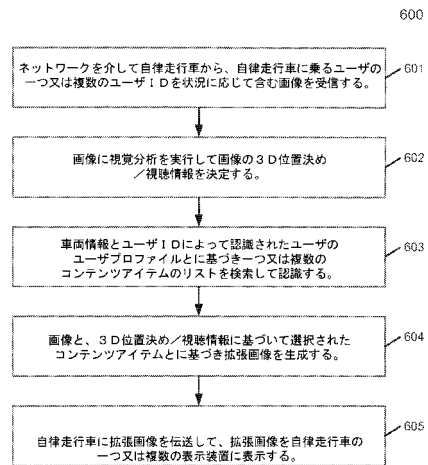 600
ネットワークを介して自律走行車から、自律走行車に乗るユーザの
一つ又は複数のユーザIDを状況に応じて含む画像を受信する。
601
画像に視覚分析を実行して画像の3D位置決め
/視聴情報を決定する。
602
車両情報とユーザIDによって認識されたユーザの
ユーザプロファイルとに基づき一つ又は複数の
コンテンツアイテムのリストを検索して認識する。
603
画像と、3D位置決め/視聴情報に基づいて選択された
コンテンツアイテムとに基づき拡張画像を生成する。
604
自律走行車に拡張画像を伝送して、拡張画像を自律走行車の
一つ又は複数の表示装置に表示する。
605